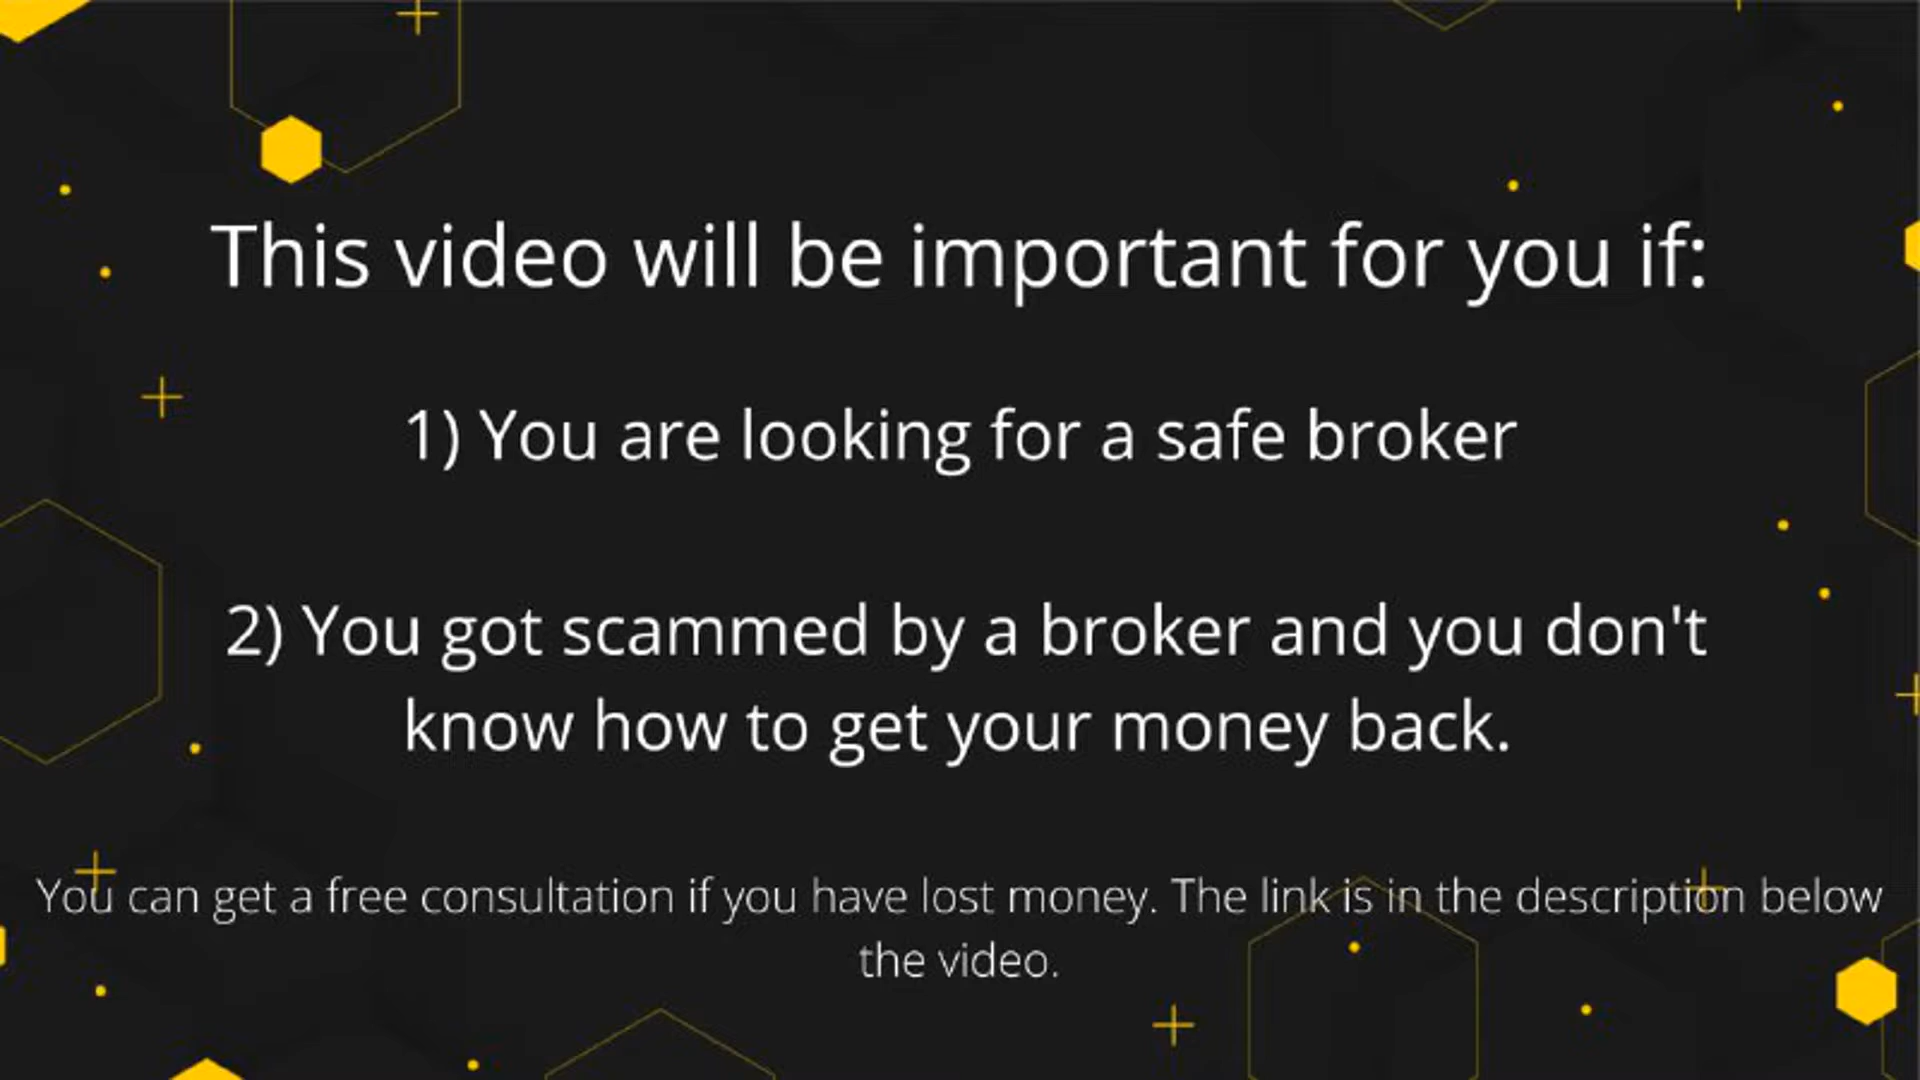 This video will be important for you if:
1) You are looking for a safe broker
2) You got scammed by a broker and you don't
know how to get your money back.
You can get a free consultation if you have lost money. The link is in the description below
the video.